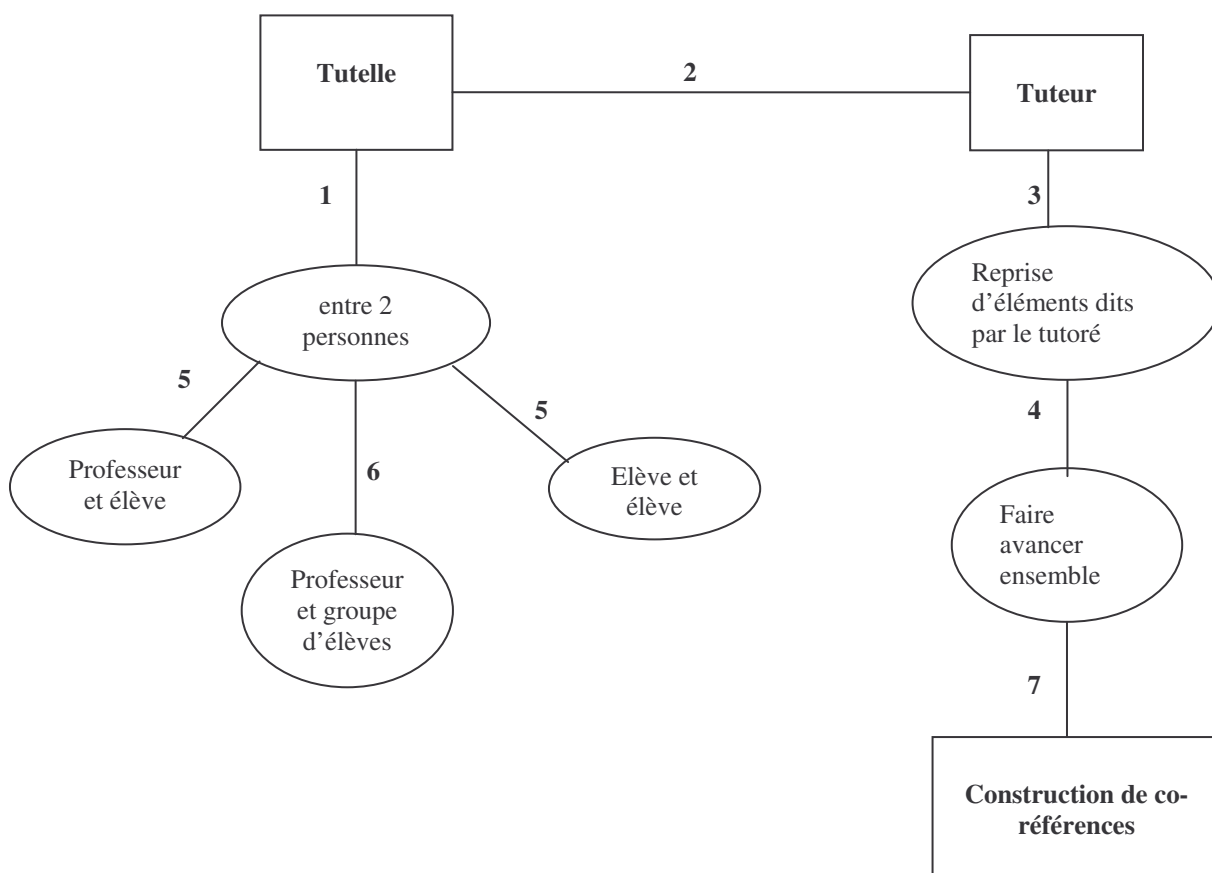 Tutelle
2
Tuteur
1
3
entre 2
personnes
Reprise
d’éléments dits
par le tutoré
5
5
4
Professeur
et élève
6
Elève et
élève
Faire
avancer
ensemble
Professeur
et groupe
d’élèves
7
Construction de co-
références